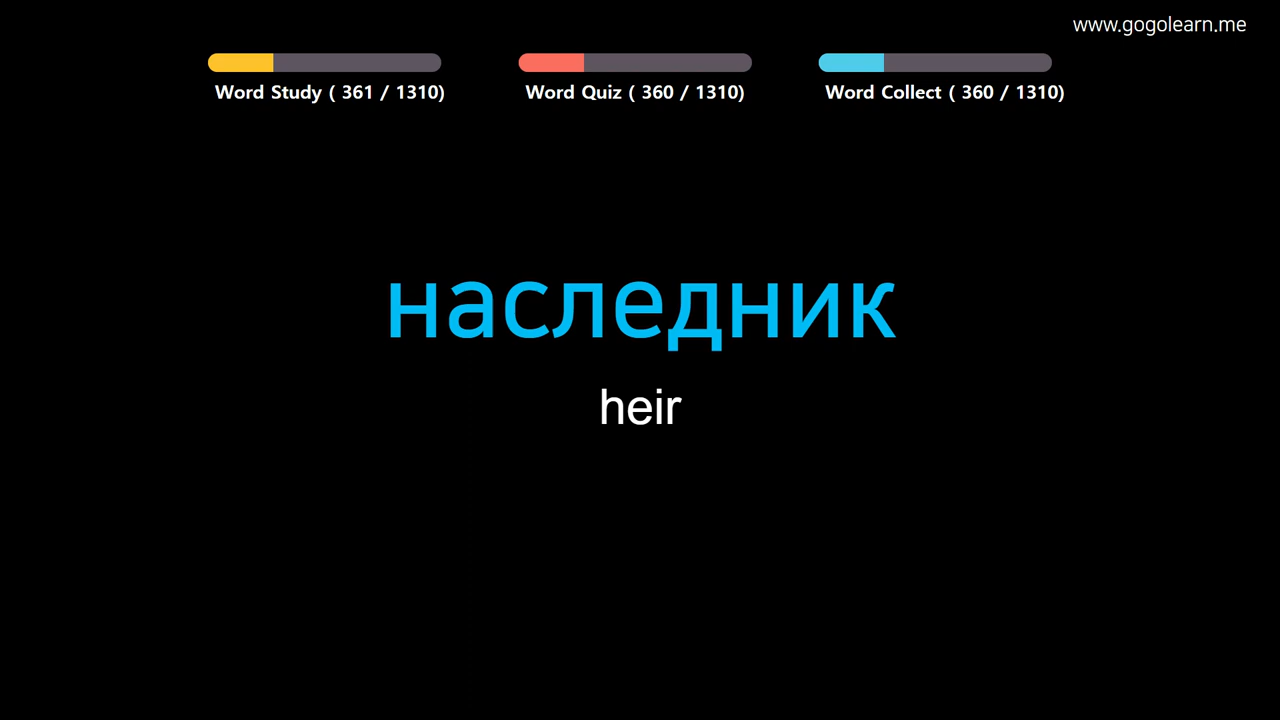 www.gogolearn.me
Word Study ( 361 / 1310)
Word Quiz ( 360 / 1310)
Word Collect ( 360 / 1310)
наследник
heir